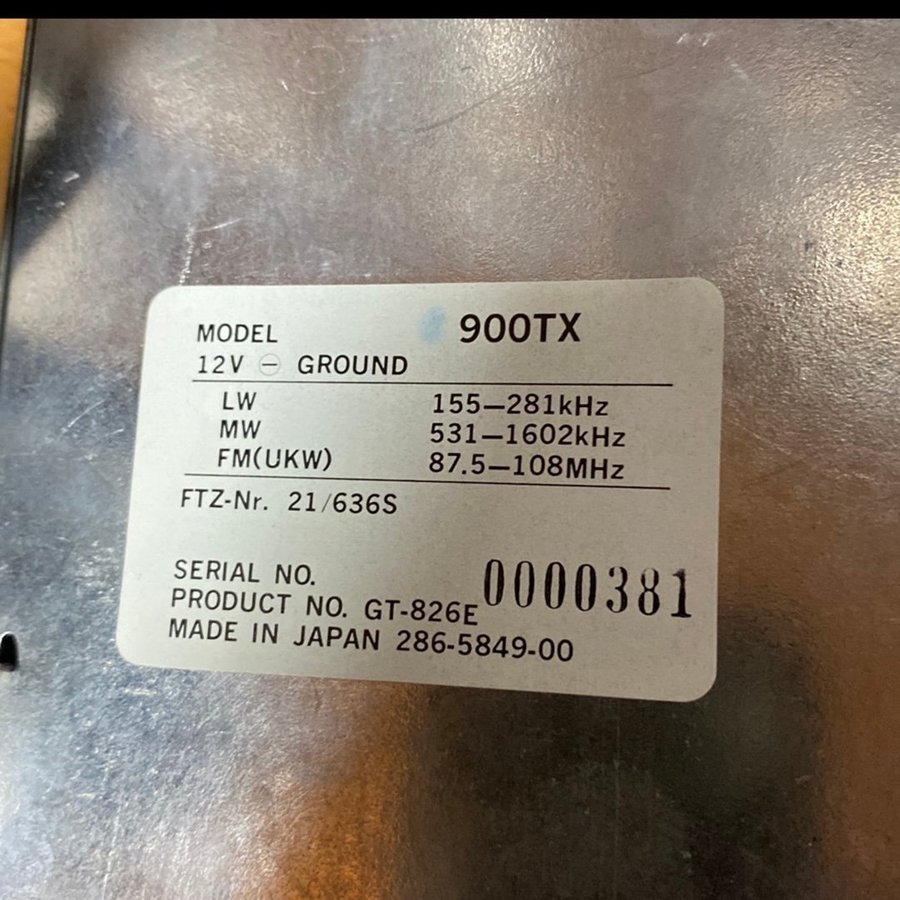 MODEL 900TX
12V ⊖ GROUND
LW 155—281kHz
MW 531—1602kHz
FM(UKW) 87.5—108MHz
FTZ-Nr. 21/636S
SERIAL NO. 0000381
PRODUCT NO. GT-826E
MADE IN JAPAN 286-5849-00